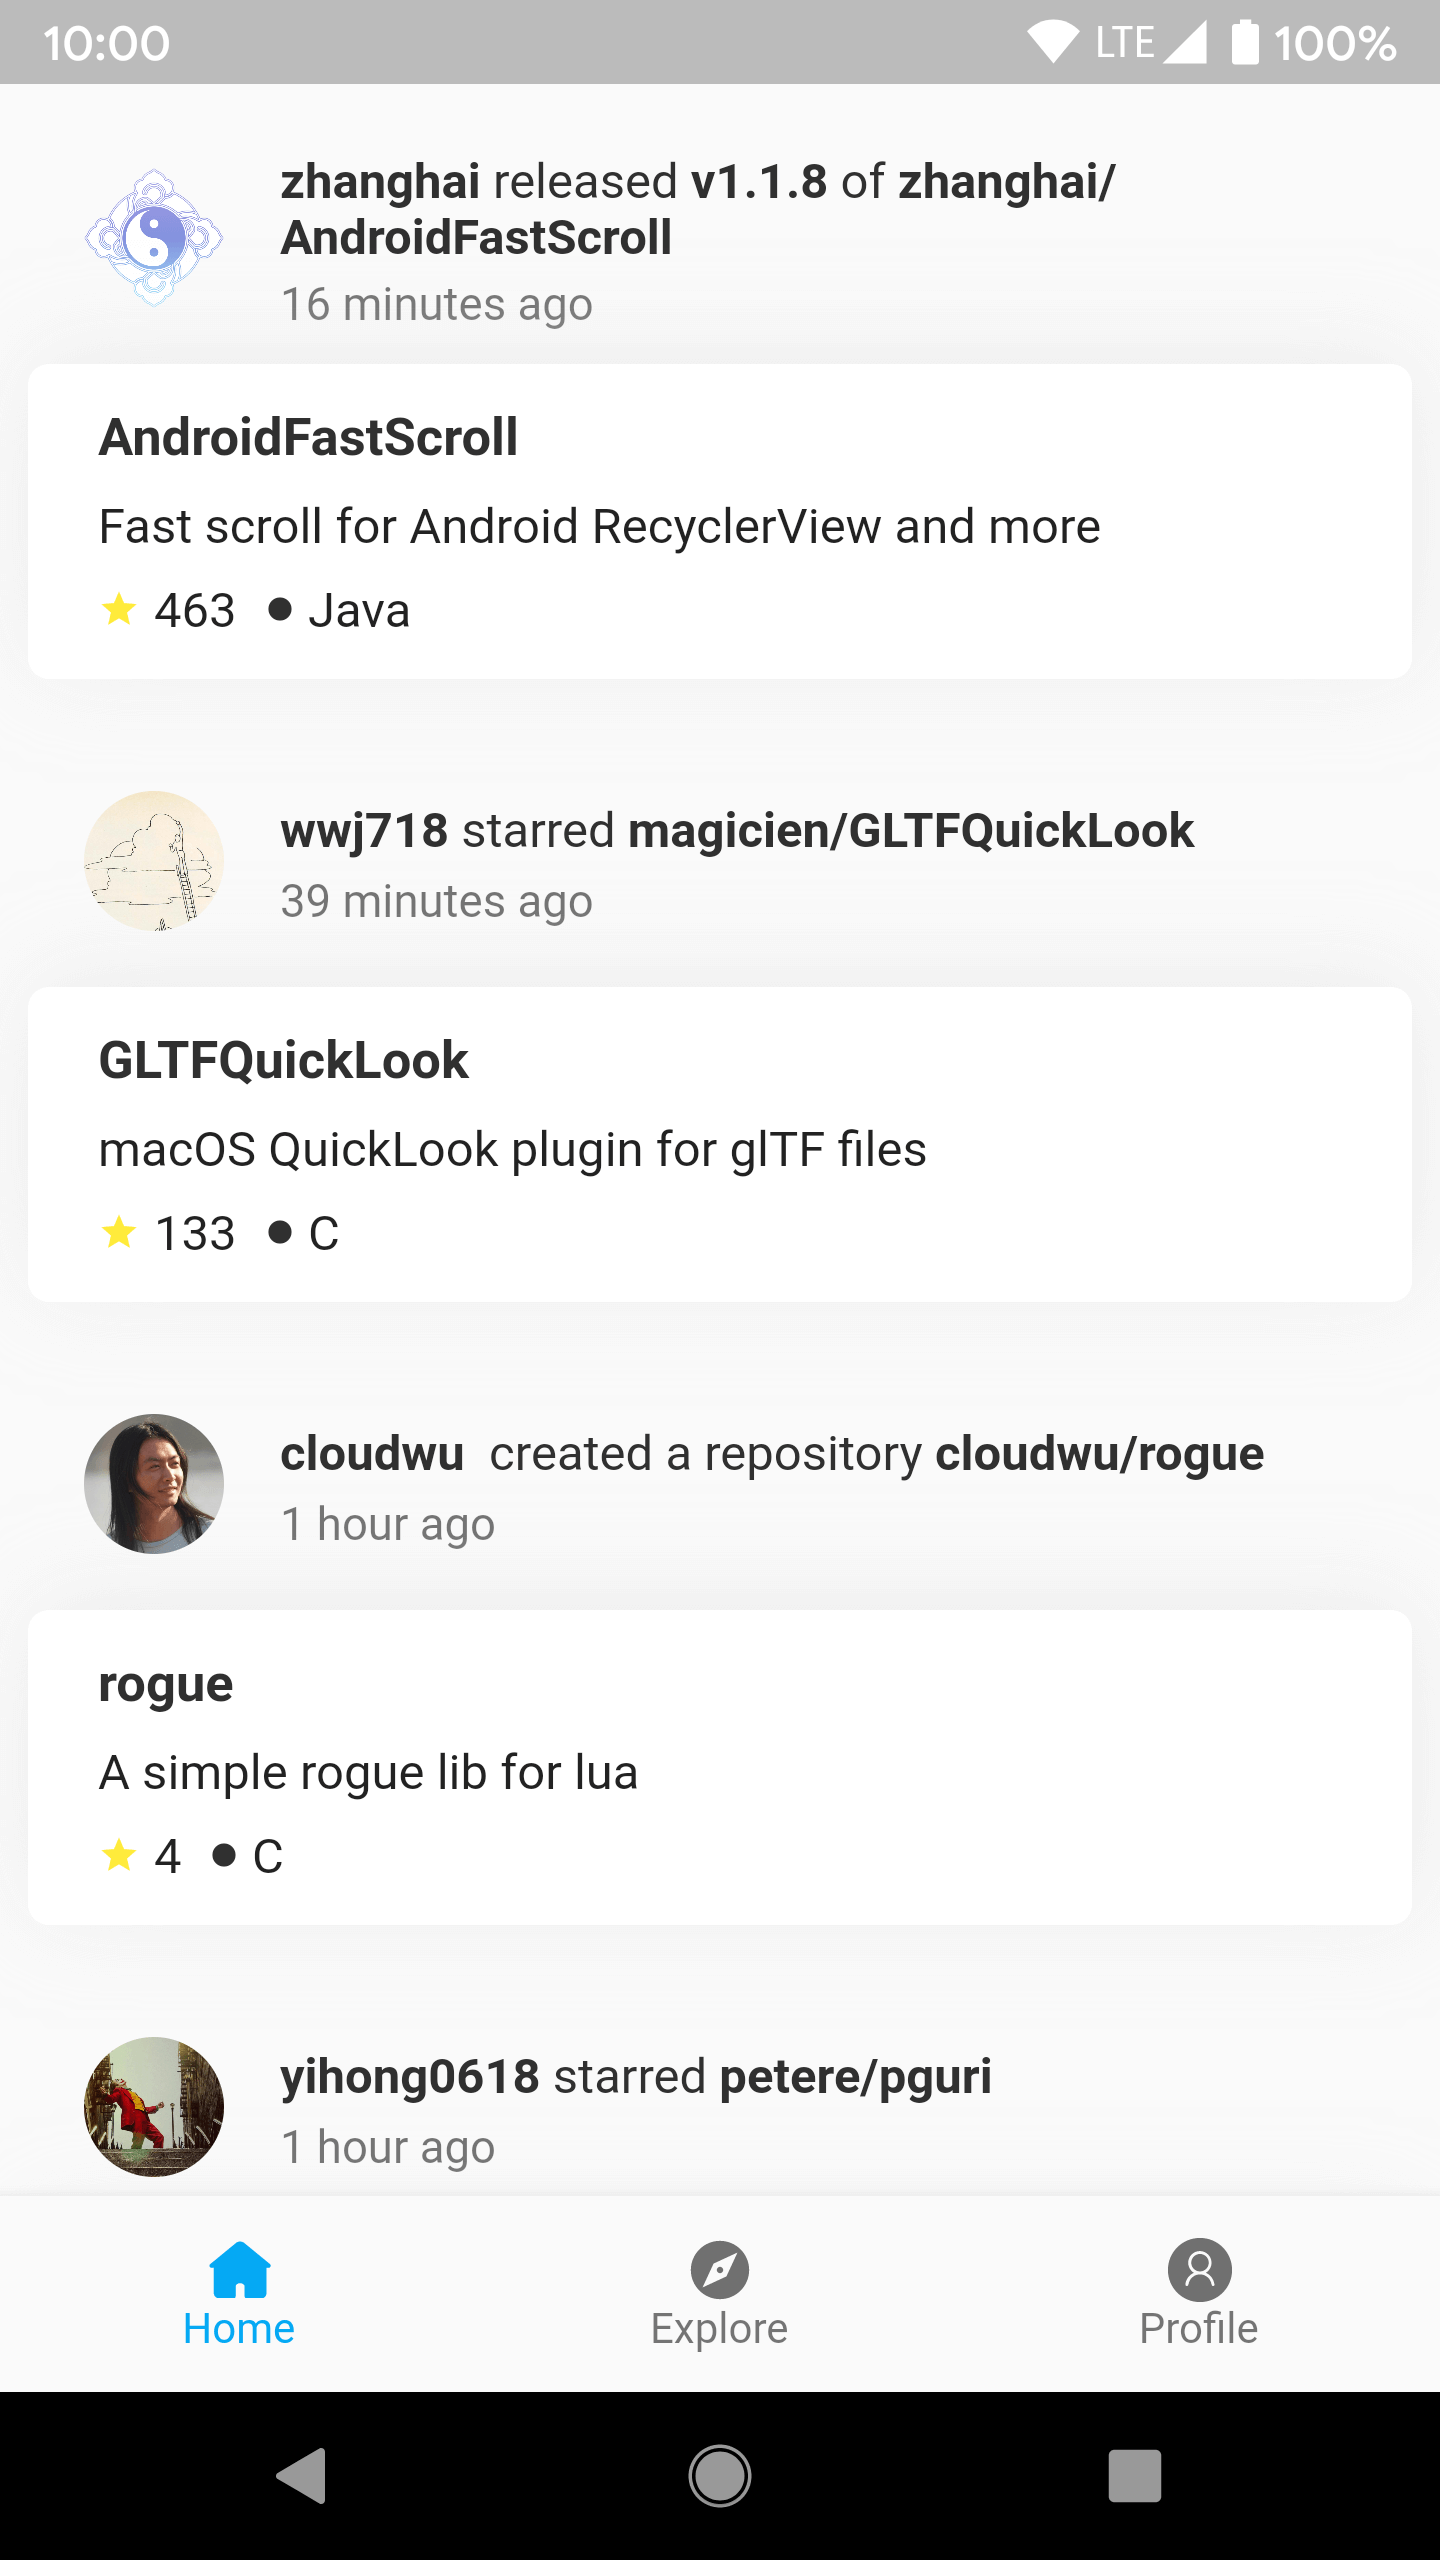 10:00 LTE 100%
zhanghai released v1.1.8 of zhanghai/
AndroidFastScroll
16 minutes ago
AndroidFastScroll
Fast scroll for Android RecyclerView and more
463 Java
wwj718 starred magicien/GLTFQuickLook
39 minutes ago
GLTFQuickLook
macOS QuickLook plugin for glTF files
133 C
cloudwu created a repository cloudwu/rogue
1 hour ago
rogue
A simple rogue lib for lua
4 C
yihong0618 starred petere/pguri
1 hour ago
Home Explore Profile